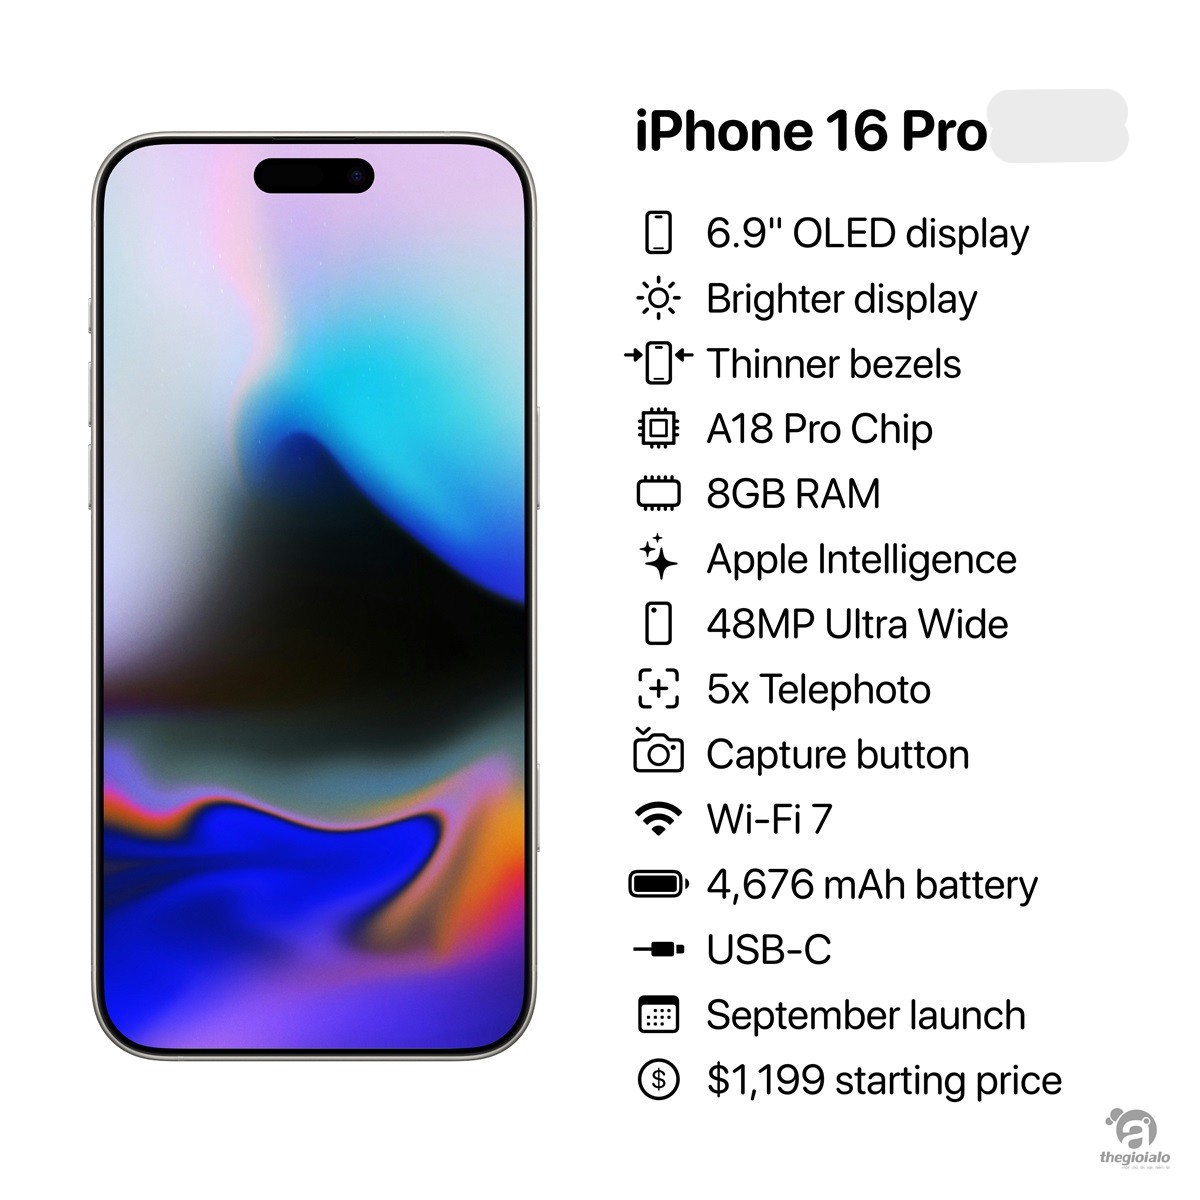 iPhone 16 Pro
6.9" OLED display
Brighter display
Thinner bezels
A18 Pro Chip
8GB RAM
Apple Intelligence
48MP Ultra Wide
5x Telephoto
Capture button
Wi-Fi 7
4,676 mAh battery
USB-C
September launch
$ $1,199 starting price
thegioialo